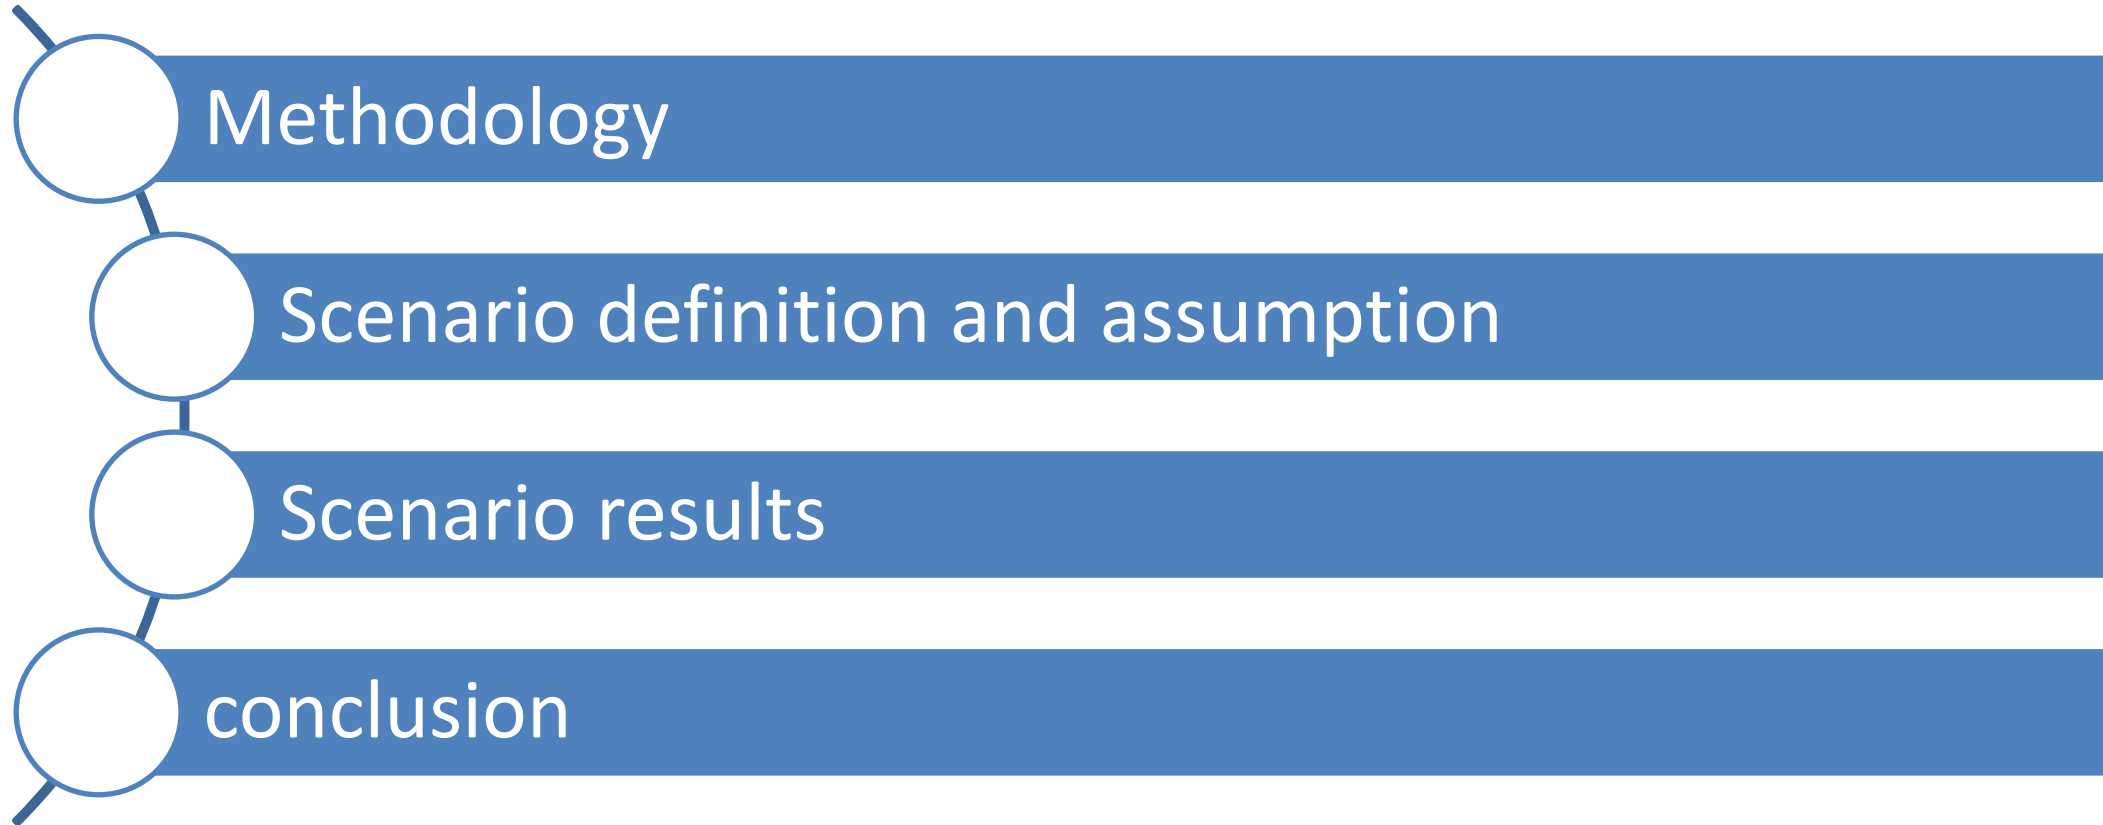 Methodology
Scenario definition and assumption
Scenario results
conclusion